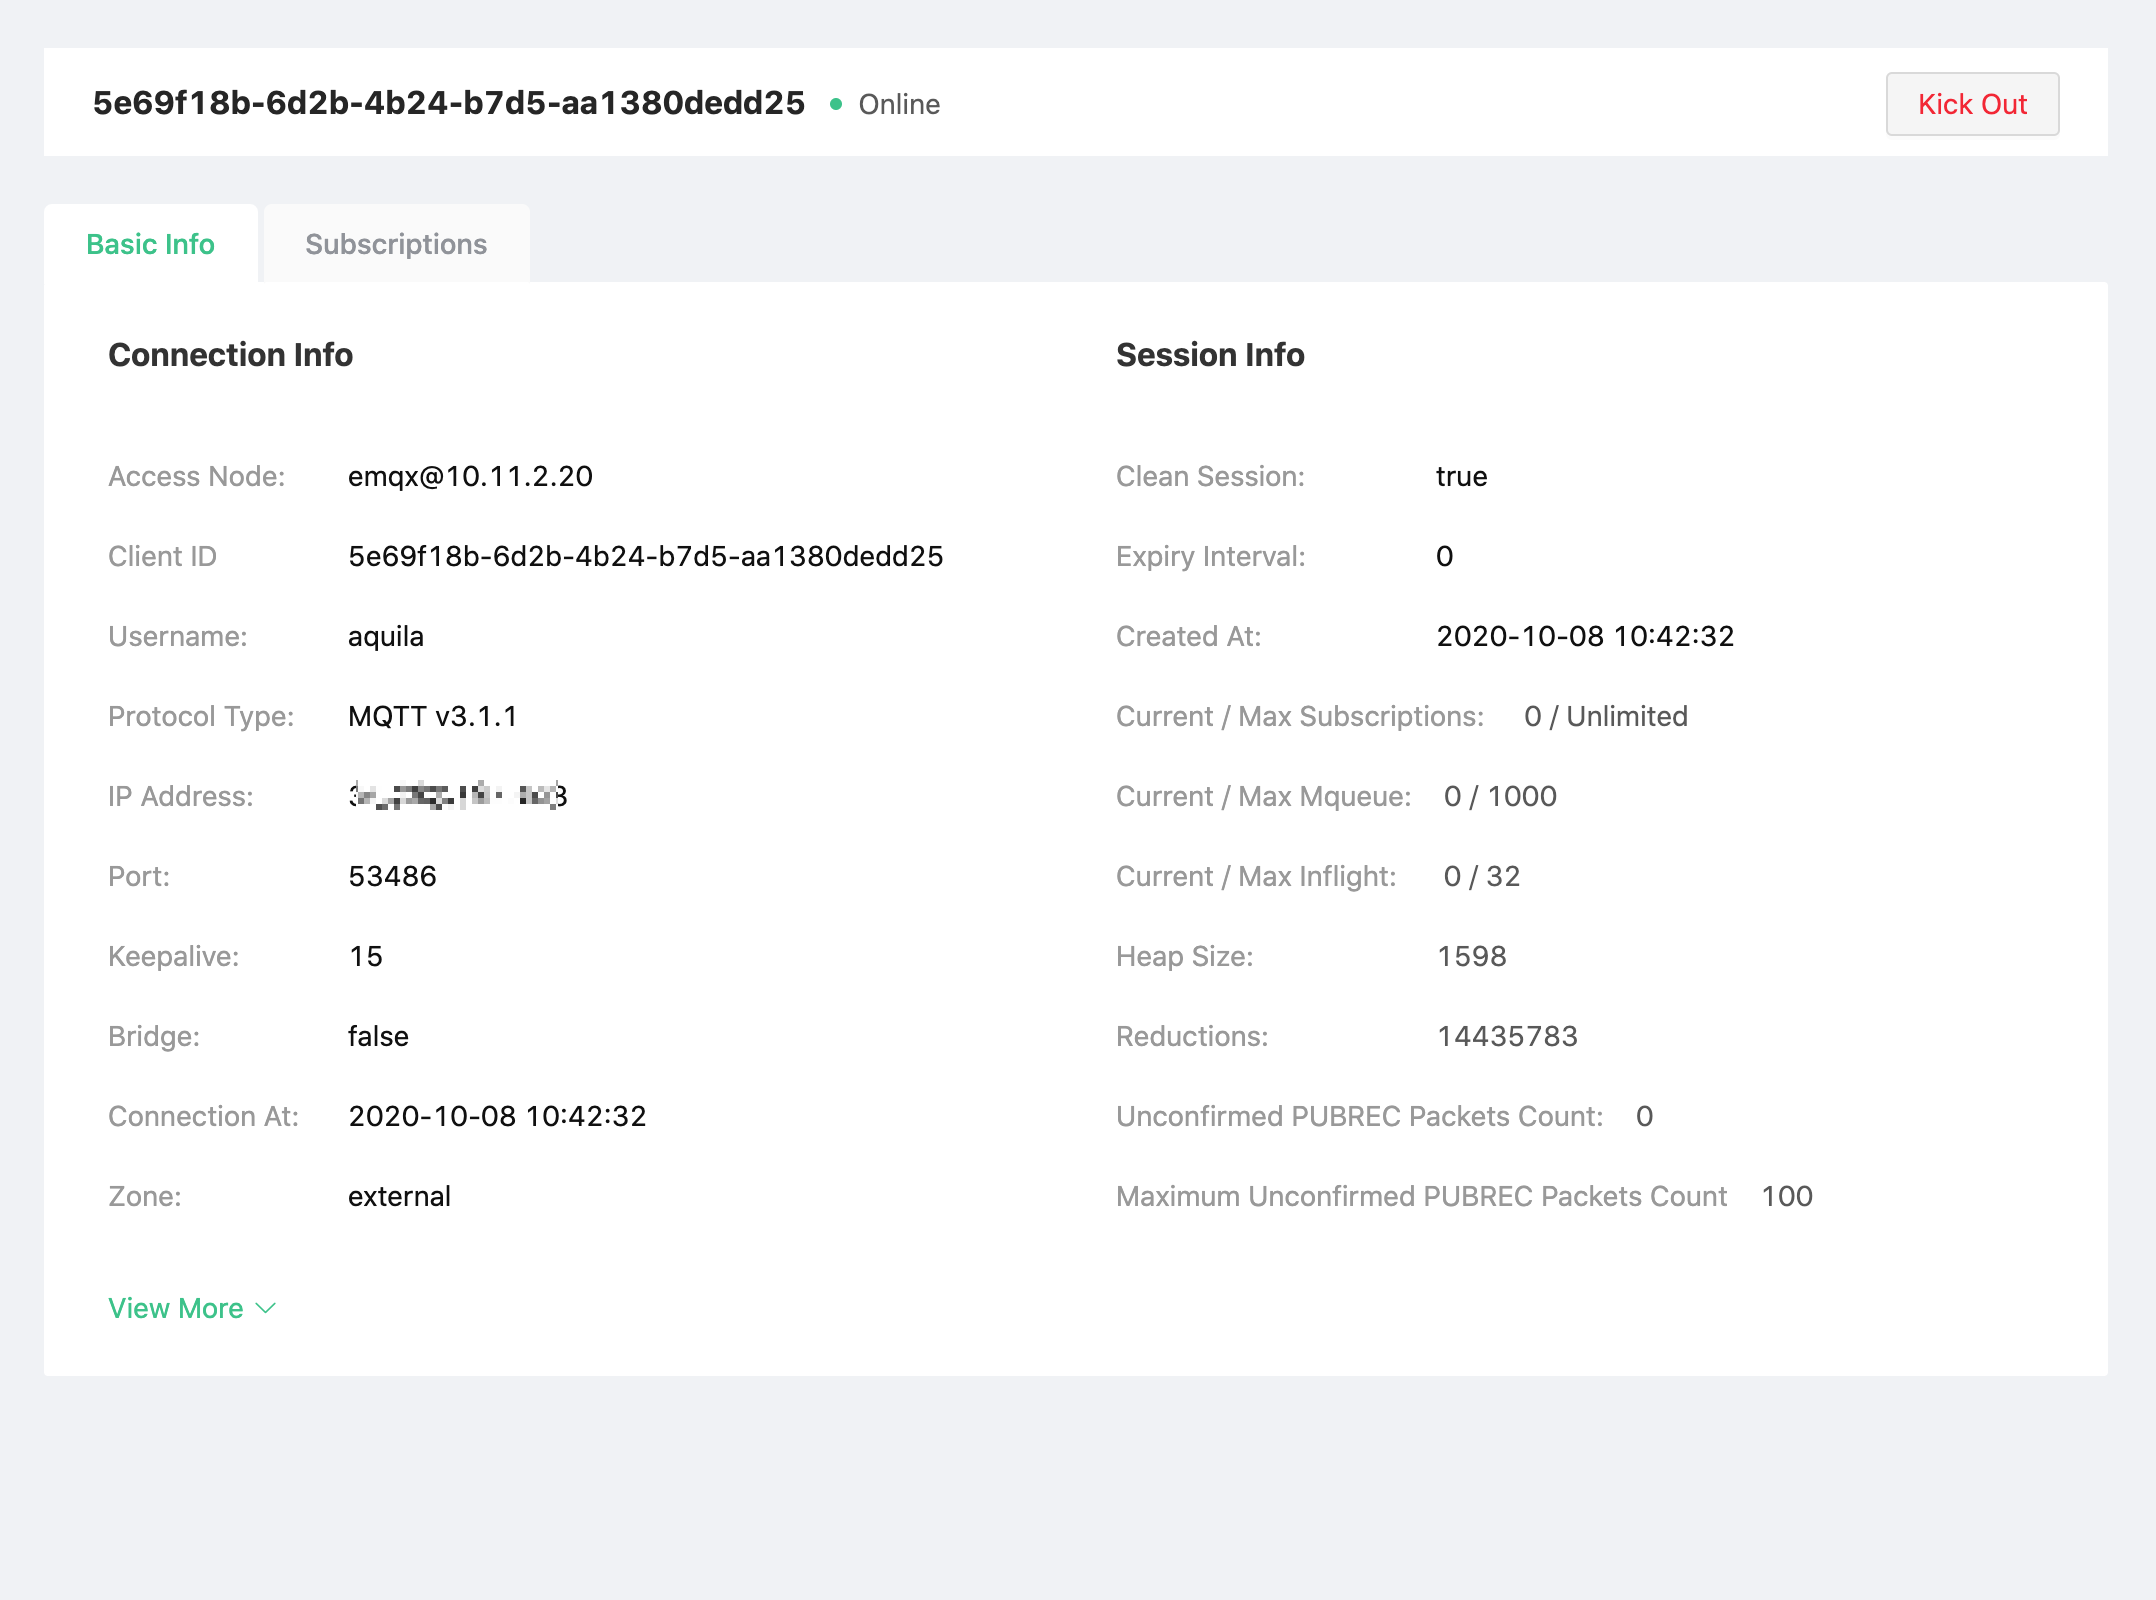 5e69f18b-6d2b-4b24-b7d5-aa1380dedd25 Online
Kick Out
Basic Info
Subscriptions
Connection Info
Access Node: emqx@10.11.2.20
Client ID 5e69f18b-6d2b-4b24-b7d5-aa1380dedd25
Username: aquila
Protocol Type: MQTT v3.1.1
IP Address:
Port: 53486
Keepalive: 15
Bridge: false
Connection At: 2020-10-08 10:42:32
Zone: external
View More
Session Info
Clean Session: true
Expiry Interval: 0
Created At: 2020-10-08 10:42:32
Current / Max Subscriptions: 0 / Unlimited
Current / Max Mqueue: 0 / 1000
Current / Max Inflight: 0 / 32
Heap Size: 1598
Reductions: 14435783
Unconfirmed PUBREC Packets Count: 0
Maximum Unconfirmed PUBREC Packets Count 100